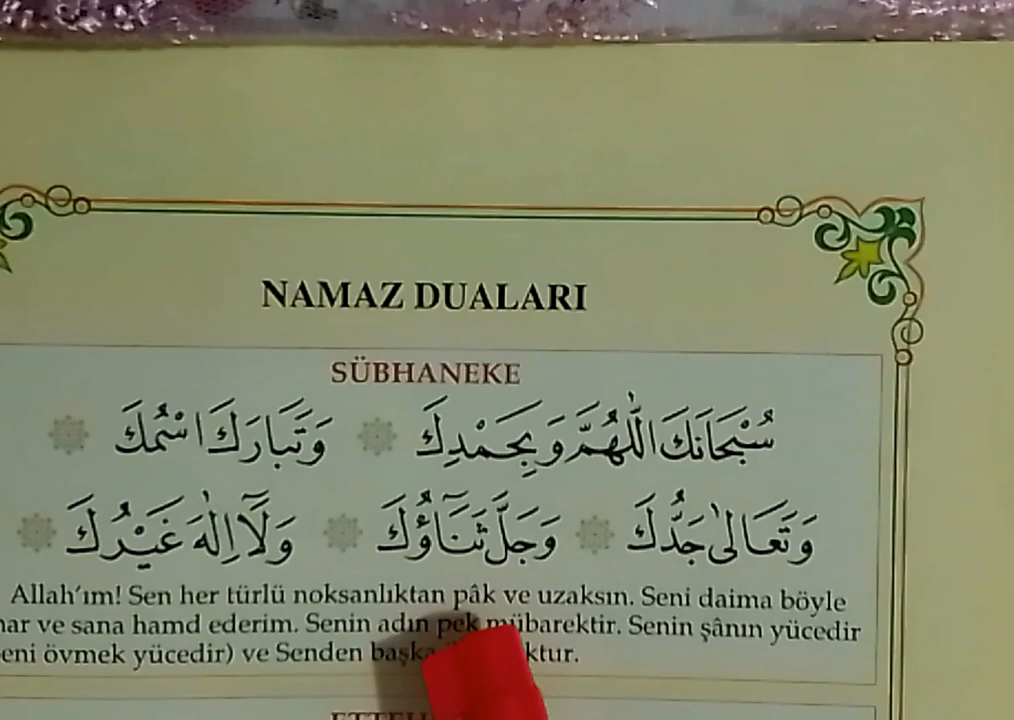 NAMAZ DUALARI
SÜBHANEKE
سُبْحَانَكَ اللّٰهُمَّ وَ بِحَمْدِكَ وَ تَبَارَكَ اسْمُكَ
وَ تَعَالٰى جَدُّكَ وَ جَلَّ ثَنَٓاؤُكَ وَ لَٓا اِلٰهَ غَيْرُكَ
Allah'ım! Sen her türlü noksanlıktan pâk ve uzaksın. Seni daima böyle
ve sana hamd ederim. Senin adın pek mübarektir. Senin şânın yücedir
övmek yücedir) ve Senden